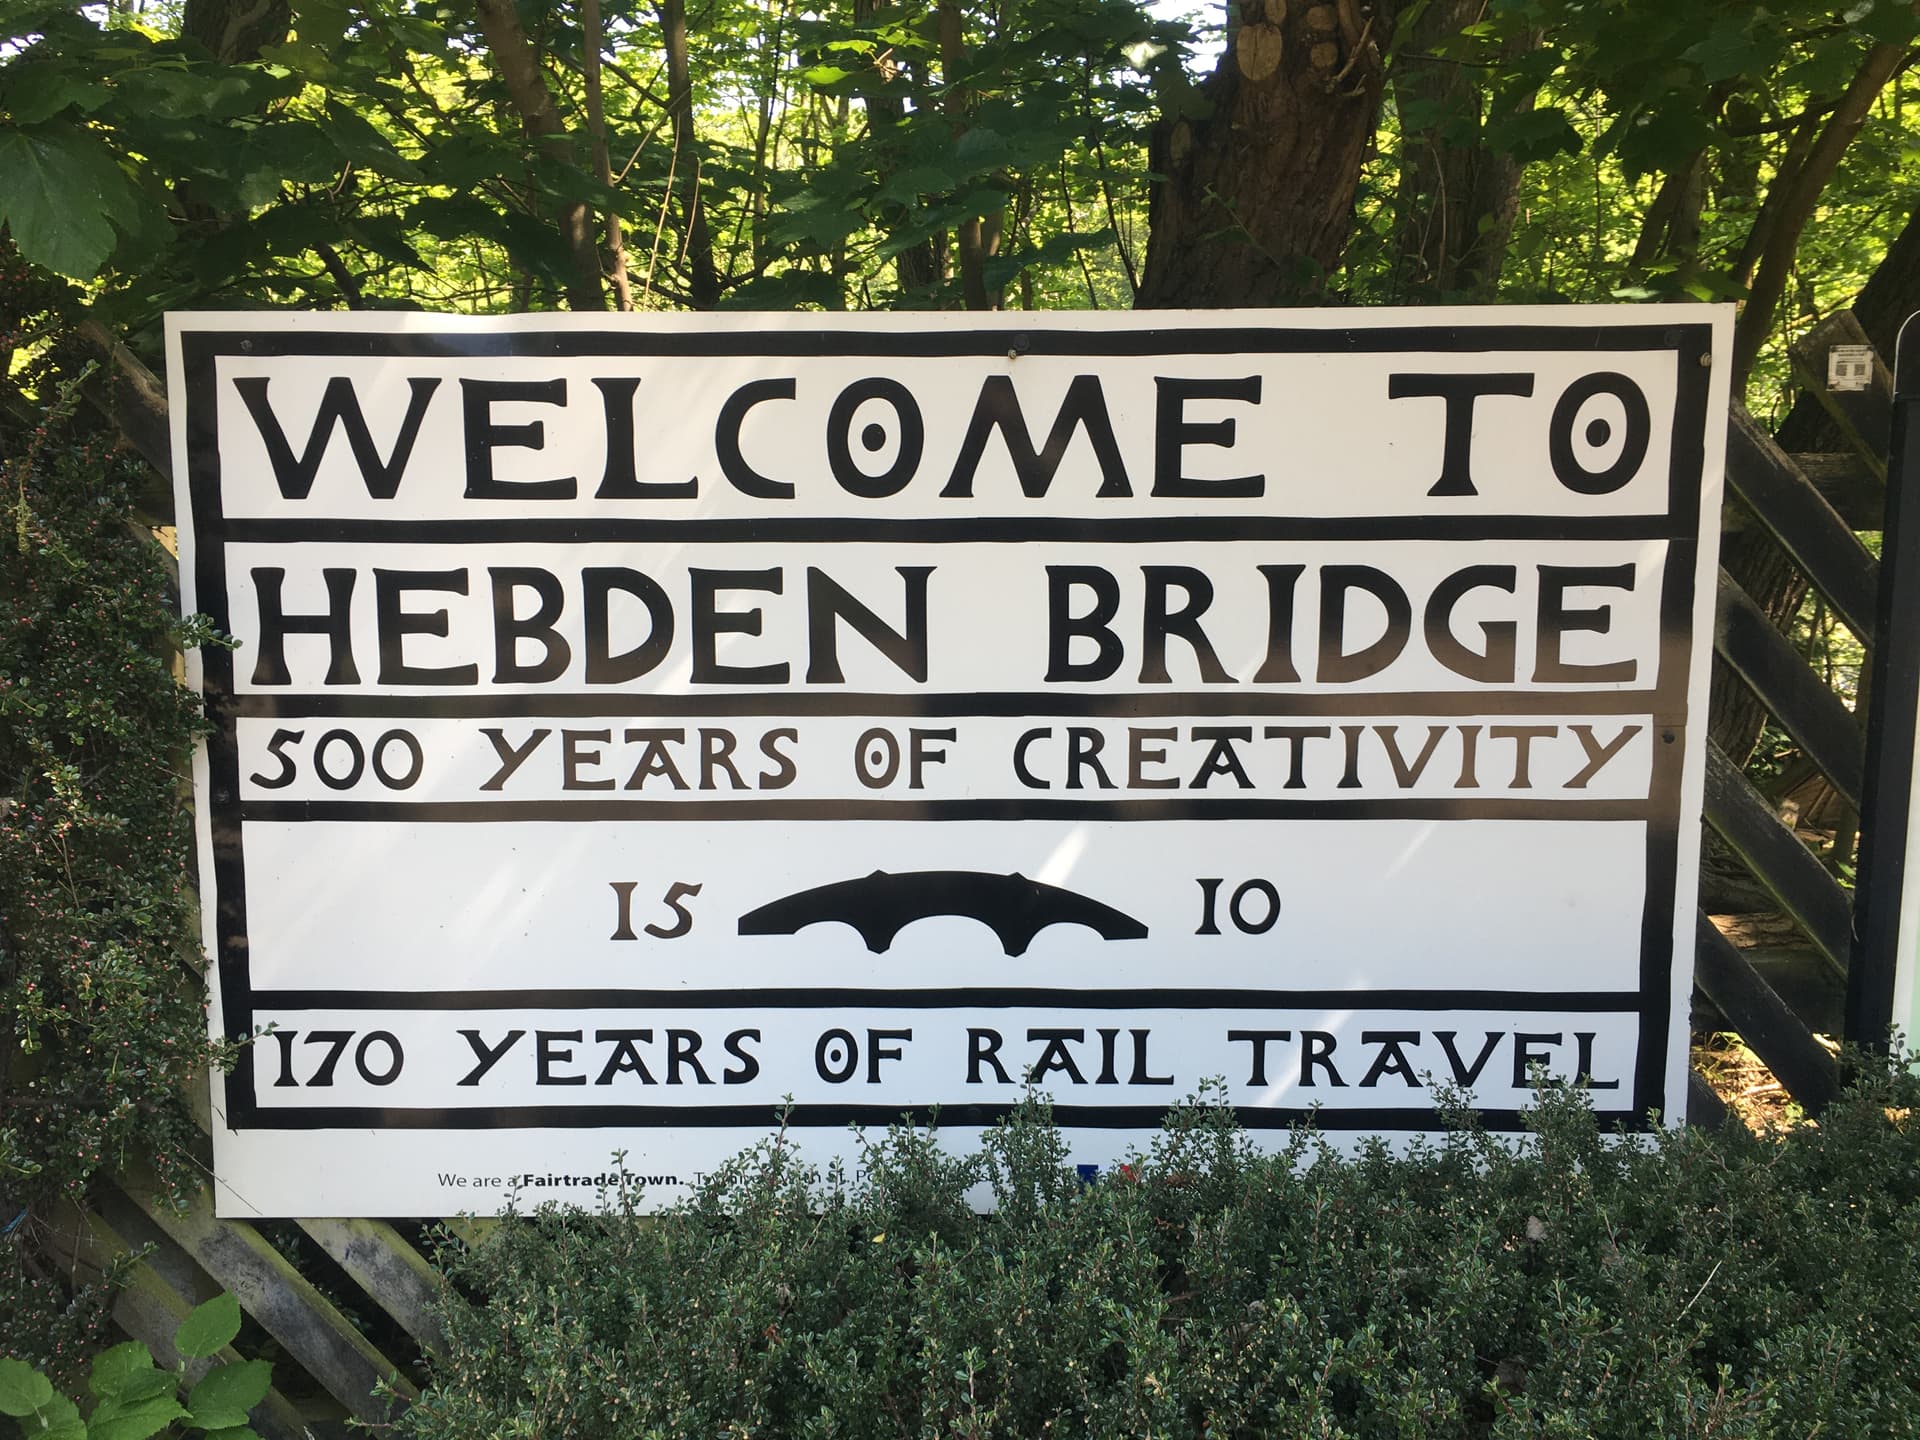 WELCOME TO
HEBDEN BRIDGE
500 YEARS OF CREATIVITY
15 10
170 YEARS OF RAIL TRAVEL
We are a Fairtrade Town.